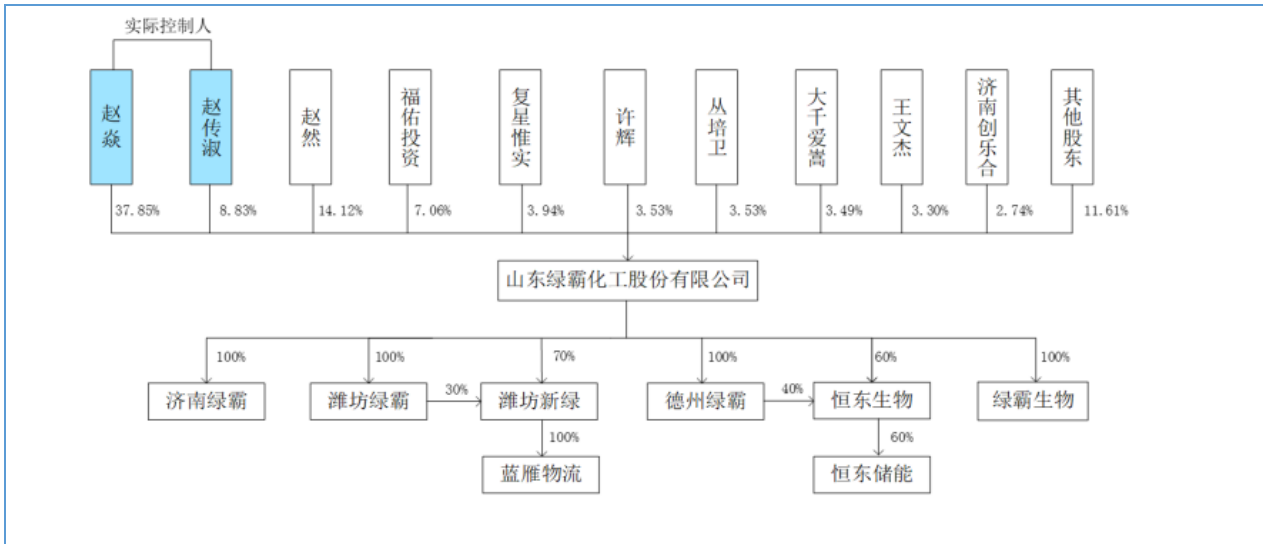 实际控制人
赵焱
赵传淑
赵然
福佑投资
复星惟实
许辉
丛培卫
大千爱嵩
王文杰
济南创乐合
其他股东
37.85%
8.83%
14.12%
7.06%
3.94%
3.53%
3.53%
3.49%
3.30%
2.74%
11.61%
山东绿霸化工股份有限公司
100%
100%
70%
100%
60%
100%
济南绿霸
潍坊绿霸
30%
潍坊新绿
德州绿霸
40%
恒东生物
绿霸生物
100%
60%
蓝雁物流
恒东储能